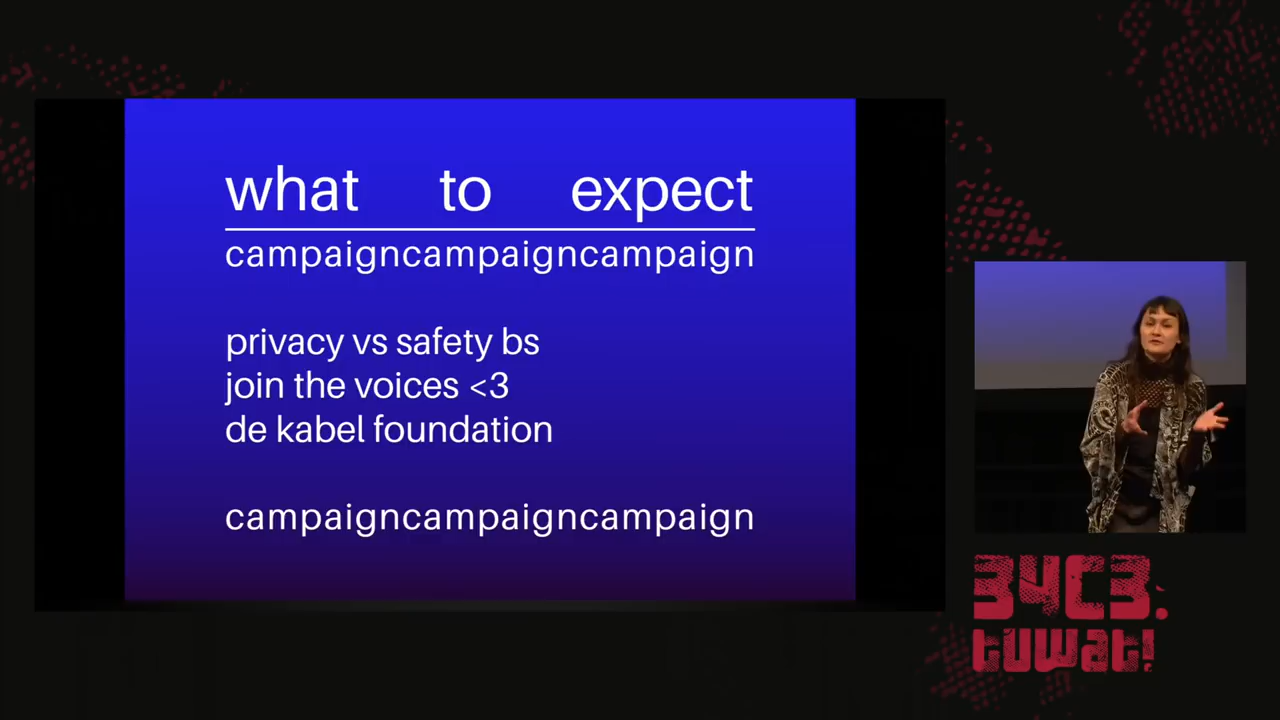 what to expect
campaigncampaigncampaign
privacy vs safety bs
join the voices <3
de kabel foundation
campaigncampaigncampaign
34C3.
tuwat!